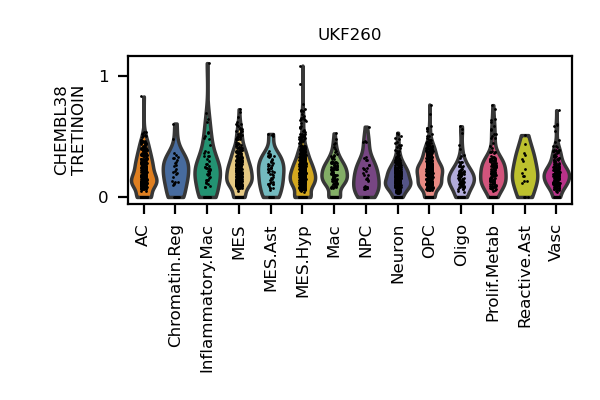 UKF260
CHEMBL38
TRETINOIN
1
0
AC
Chromatin.Reg
Inflammatory.Mac
MES
MES.Ast
MES.Hyp
Mac
NPC
Neuron
OPC
Oligo
Prolif.Metab
Reactive.Ast
Vasc